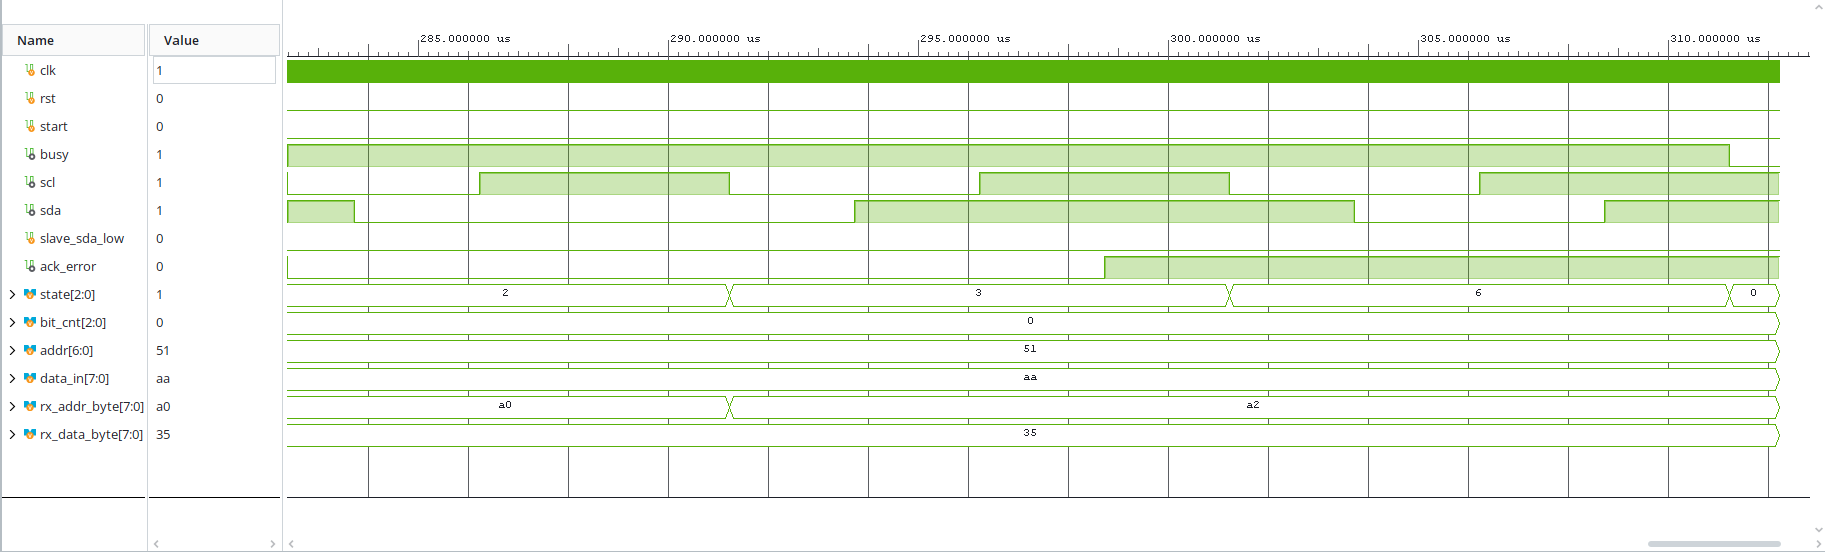 Name Value 285.000000 us 290.000000 us 295.000000 us 300.000000 us 305.000000 us 310.000000 us
clk 1
rst 0
start 0
busy 1
scl 1
sda 1
slave_sda_low 0
ack_error 0
state[2:0] 1 2 3 6 0
bit_cnt[2:0] 0 0
addr[6:0] 51 51
data_in[7:0] aa aa
rx_addr_byte[7:0] a0 a0 a2
rx_data_byte[7:0] 35 35